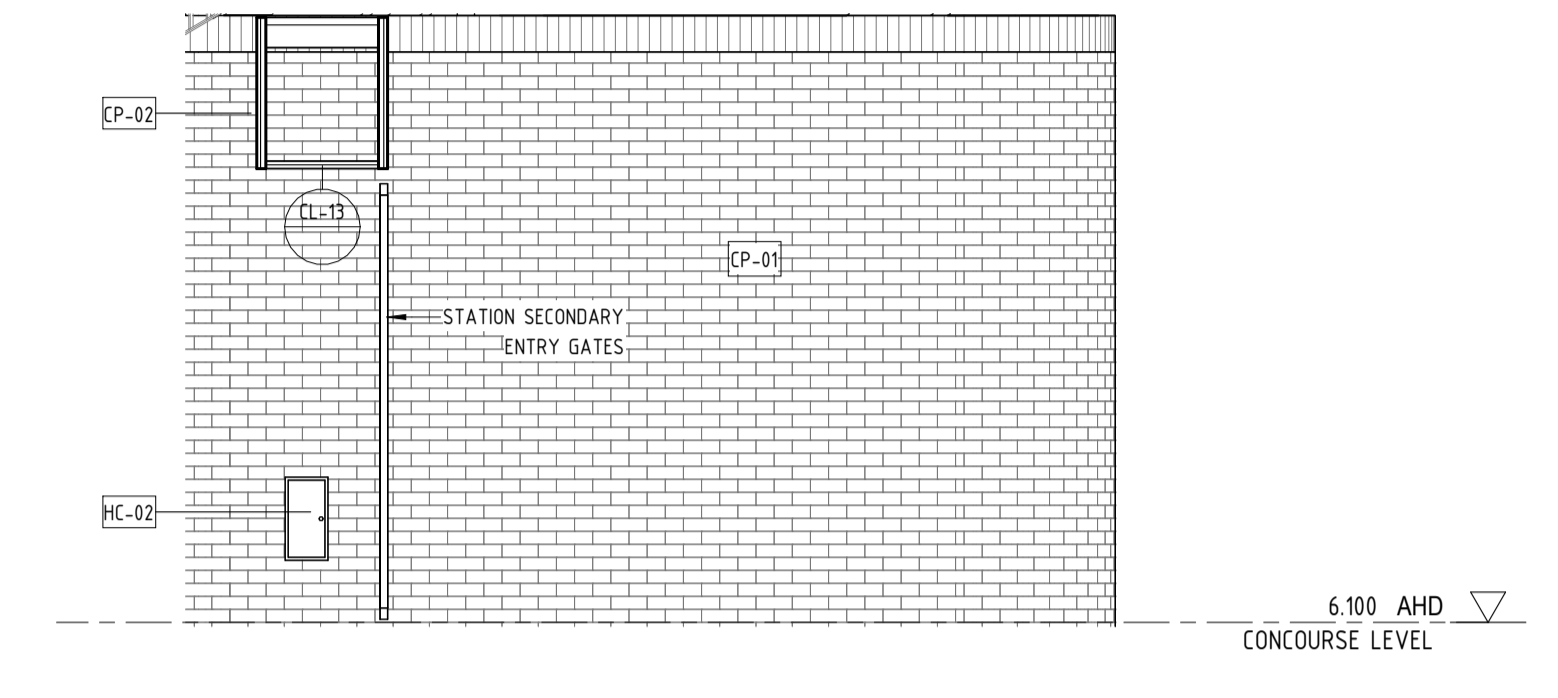 CP-02
CL-13
CP-01
STATION SECONDARY
ENTRY GATES
HC-02
6.100 AHD
CONCOURSE LEVEL